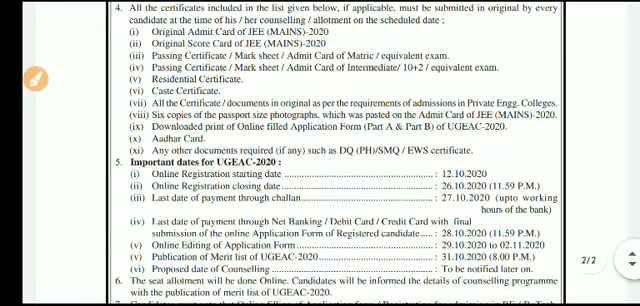 4. All the certificates included in the list given below, if applicable, must be submitted in original by every
candidate at the time of his / her counselling / allotment on the scheduled date :
(i) Original Admit Card of JEE (MAINS)-2020
(ii) Original Score Card of JEE (MAINS)-2020
(iii) Passing Certificate / Mark sheet / Admit Card of Matric / equivalent exam.
(iv) Passing Certificate / Mark sheet / Admit Card of Intermediate/ 10+2 / equivalent exam.
(v) Residential Certificate.
(vi) Caste Certificate.
(vii) All the Certificate / documents in original as per the requirements of admissions in Private Engg. Colleges.
(viii) Six copies of the passport size photographs, which was pasted on the Admit Card of JEE (MAINS)-2020.
(ix) Downloaded print of Online filled Application Form (Part A & Part B) of UGEAC-2020.
(x) Aadhar Card.
(xi) Any other documents required (if any) such as DQ (PH)/SMQ / EWS certificate.
5. Important dates for UGEAC-2020 :
(i) Online Registration starting date ........ : 12.10.2020
(ii) Online Registration closing date ........ : 26.10.2020 (11.59 P.M.)
(iii) Last date of payment through challan ........ : 27.10.2020 (upto working
hours of the bank)
(iv) Last date of payment through Net Banking / Debit Card / Credit Card with final
submission of the online Application Form of Registered candidate ..... : 28.10.2020 (11.59 P.M.)
(v) Online Editing of Application Form ........ : 29.10.2020 to 02.11.2020
(v) Publication of Merit list of UGEAC-2020 ........ : 31.10.2020 (8.00 P.M.)
(vi) Proposed date of Counselling ........ : To be notified later on.
6. The seat allotment will be done Online. Candidates will be informed the details of counselling programme
with the publication of merit list of UGEAC-2020.
2/2